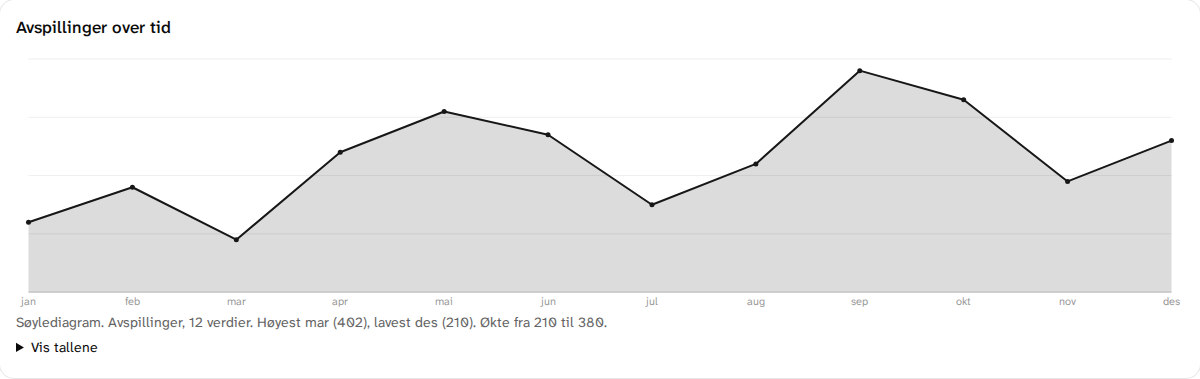 Avspillinger over tid
jan feb mar apr mai jun jul aug sep okt nov des
Søylediagram. Avspillinger, 12 verdier. Høyest mar (402), lavest des (210). Økte fra 210 til 380.
▶ Vis tallene